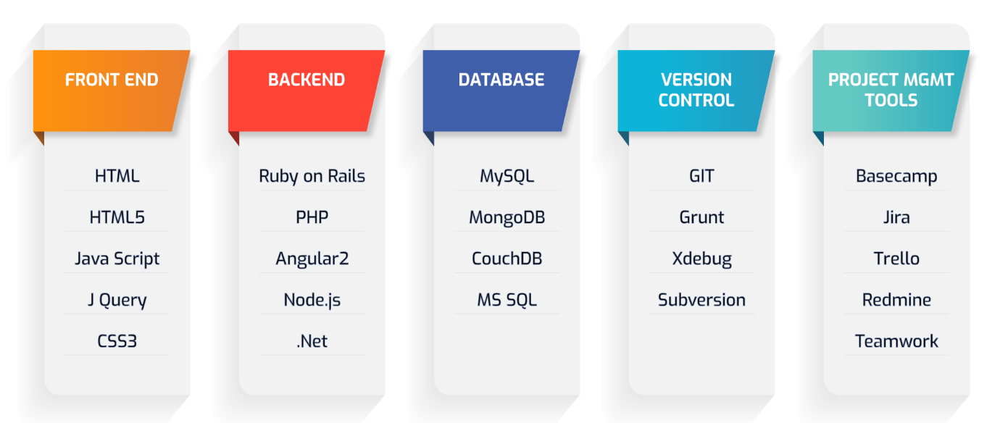 FRONT END
HTML
HTML5
Java Script
J Query
CSS3
BACKEND
Ruby on Rails
PHP
Angular2
Node.js
.Net
DATABASE
MySQL
MongoDB
CouchDB
MS SQL
VERSION
CONTROL
GIT
Grunt
Xdebug
Subversion
PROJECT MGMT
TOOLS
Basecamp
Jira
Trello
Redmine
Teamwork